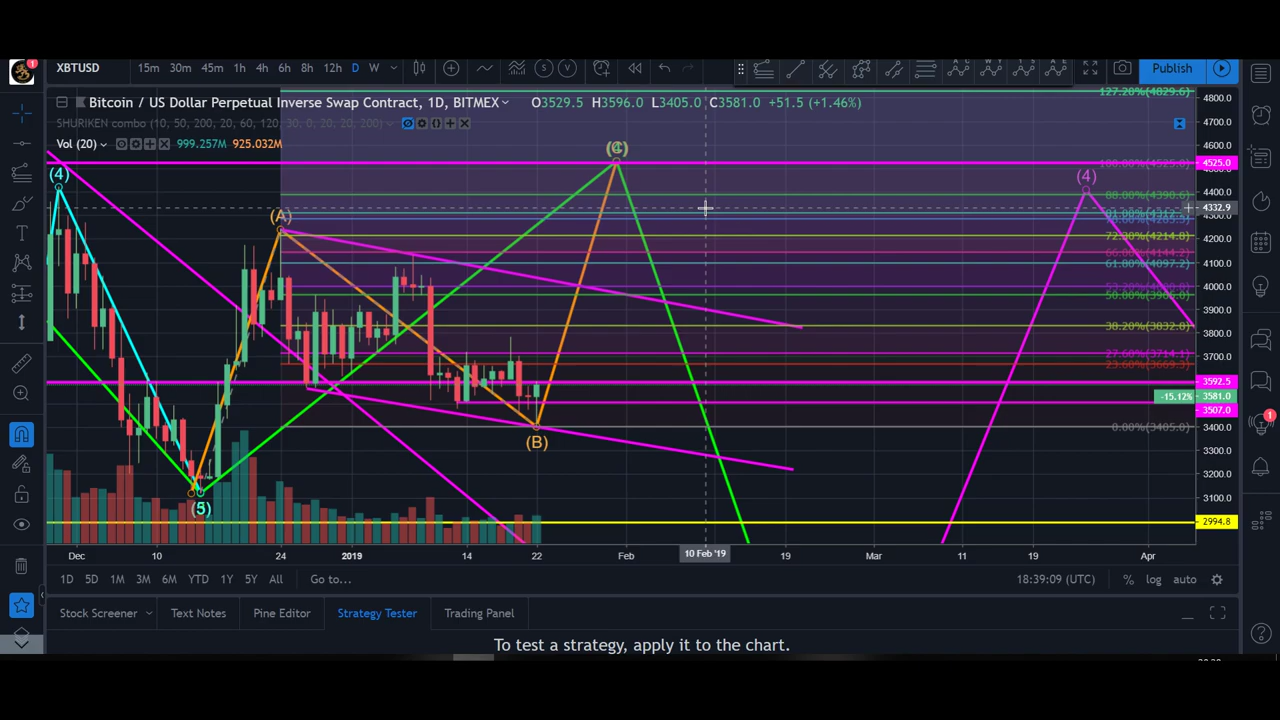 1
XBTUSD 15m 30m 45m 1h 4h 6h 8h 12h D W Publish
Bitcoin / US Dollar Perpetual Inverse Swap Contract, 1D, BITMEX O3529.5 H3596.0 L3405.0 C3581.0 +51.5 (+1.46%)
SHURIKEN combo (10, 50, 200, 20, 60, 120, 30, 0, 20, 20, 200)
Vol (20) 999.257M 925.032M
127.20%(4829.6)
4800.0
4700.0
4600.0
(C)
100.00%(4525.0) 4525.0
(4)
(4)
88.60%(4390.6) 4400.0
4332.9
4300.0
(A)
72.20%(4214.8) 4200.0
66.00%(4144.2)
61.80%(4097.2) 4100.0
4000.0
50.00%(3965.0)
3900.0
38.20%(3832.8) 3800.0
27.60%(3714.1) 3700.0
23.60%(3669.3)
3592.5
-15.12% 3581.0
3507.0
0.00%(3405.0) 3400.0
(B)
3300.0
3200.0
3100.0
(5)
2994.8
Dec 10 24 2019 14 22 Feb 10 Feb '19 19 Mar 11 19 Apr
1D 5D 1M 3M 6M YTD 1Y 5Y All Go to... 18:39:09 (UTC) % log auto
Stock Screener Text Notes Pine Editor Strategy Tester Trading Panel
To test a strategy, apply it to the chart.